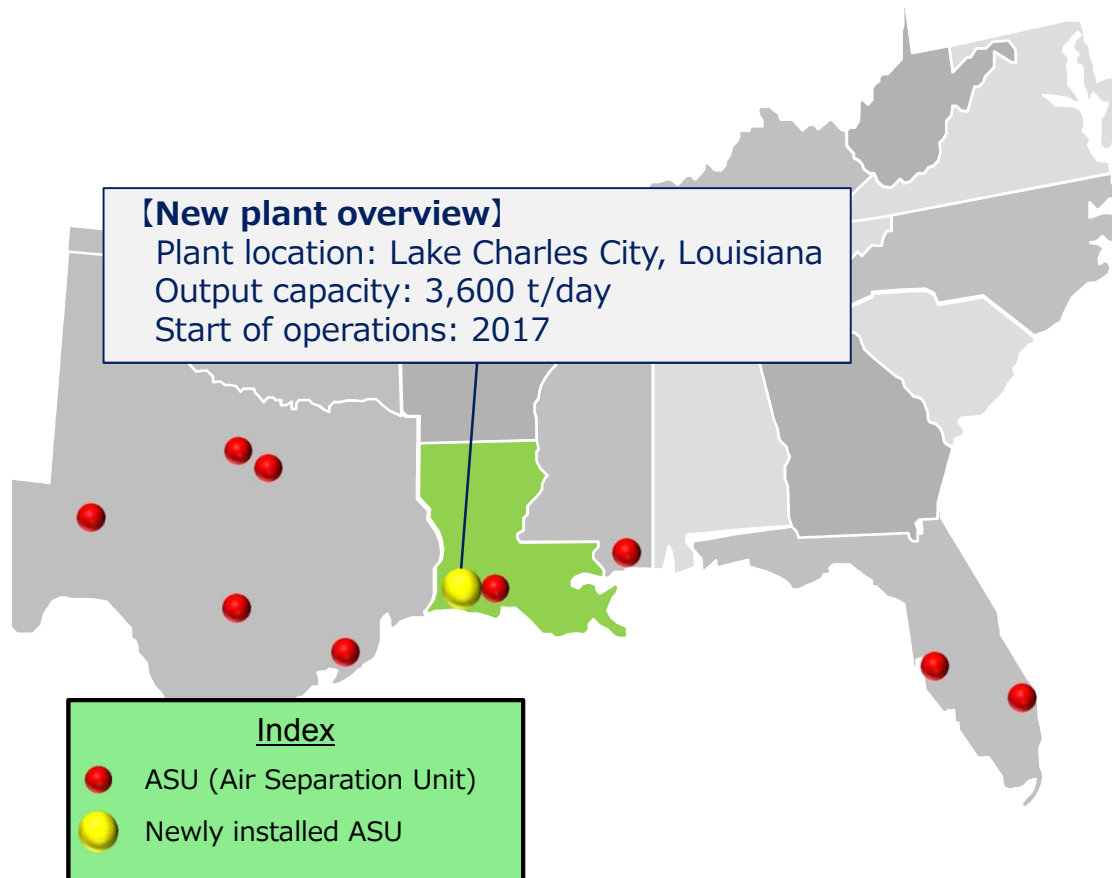 【New plant overview】
Plant location: Lake Charles City, Louisiana
Output capacity: 3,600 t/day
Start of operations: 2017
Index
ASU (Air Separation Unit)
Newly installed ASU